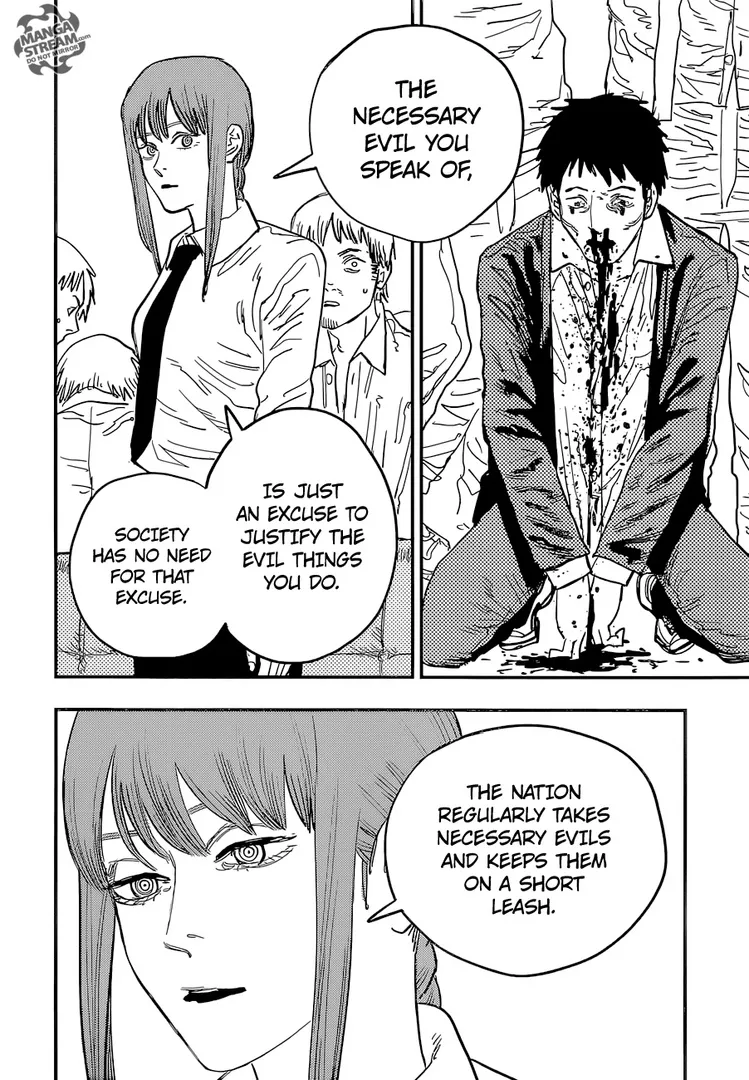 MANGA
STREAM.com
DO NOT MIRROR
THE
NECESSARY
EVIL YOU
SPEAK OF,
IS JUST
AN EXCUSE TO
JUSTIFY THE
EVIL THINGS
YOU DO.
SOCIETY
HAS NO NEED
FOR THAT
EXCUSE.
THE NATION
REGULARLY TAKES
NECESSARY EVILS
AND KEEPS THEM
ON A SHORT
LEASH.